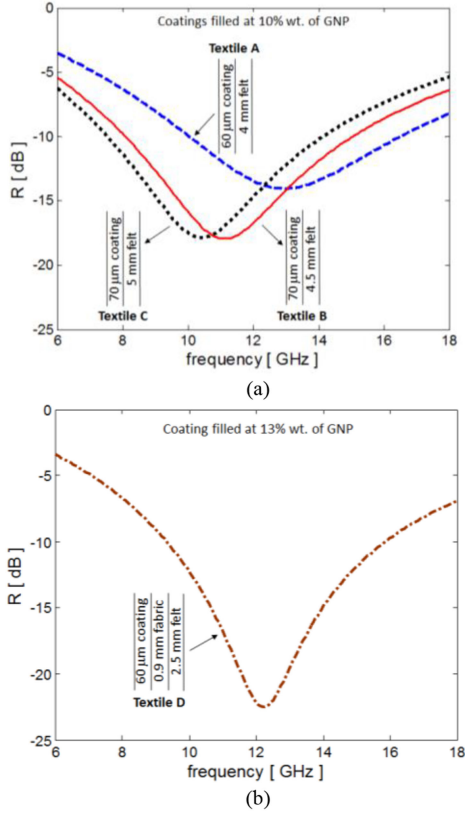 Coatings filled at 10% wt. of GNP
Textile A
60 µm coating
4 mm felt
70 µm coating
5 mm felt
Textile C
70 µm coating
4.5 mm felt
Textile B
0
-5
-10
-15
-20
-25
R [ dB]
6
8
10
12
14
16
18
frequency [ GHz]
(a)
Coating filled at 13% wt. of GNP
60 µm coating
0.9 mm fabric
2.5 mm felt
Textile D
0
-5
-10
-15
-20
-25
R [ dB]
6
8
10
12
14
16
18
frequency [ GHz]
(b)